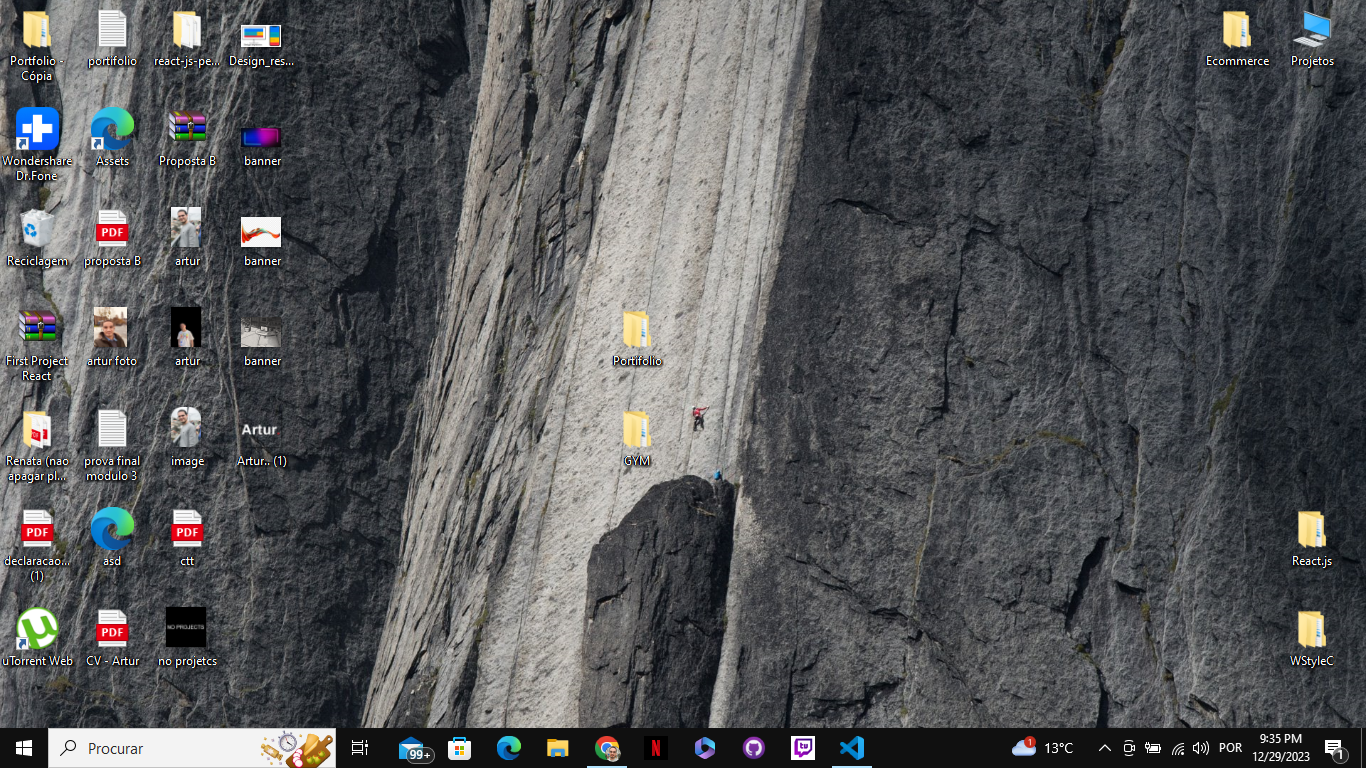 Portfolio - Cópia
portifolio
react-js-pe...
Design_res...
Ecommerce
Projetos
Wondershare Dr.Fone
Assets
Proposta B
banner
Reciclagem
PDF
proposta B
artur
banner
First Project React
artur foto
artur
banner
Portifolio
Renata (nao apagar pl...
prova final modulo 3
image
Artur
Artur.. (1)
GYM
PDF
declaracao... (1)
asd
PDF
ctt
React.js
uTorrent Web
PDF
CV - Artur
NO PROJECTS
no projetcs
WStyleC
Procurar
99+
N
1
13°C
POR
9:35 PM
12/29/2023
1